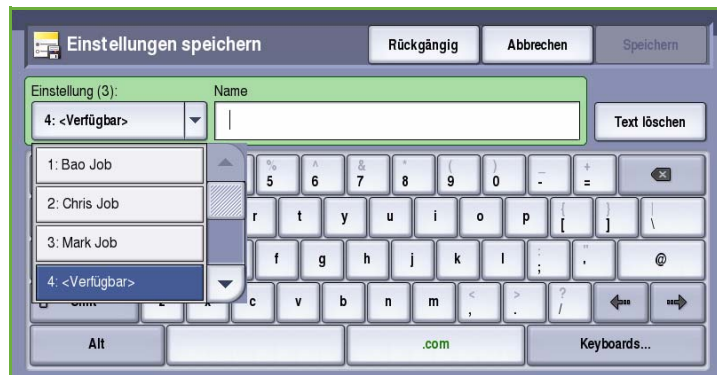 Einstellungen speichern Rückgängig Abbrechen Speichern
Einstellung (3): Name
4: <Verfügbar> Text löschen
1: Bao Job
2: Chris Job
3: Mark Job
4: <Verfügbar>
% 5 ^ 6 & 7 * 8 ( 9 ) 0 _ - + =
r t y u i o p { [ } ] | \
f g h j k l : ; " ' @
c v b n m < , > . ? /
Alt .com Keyboards...